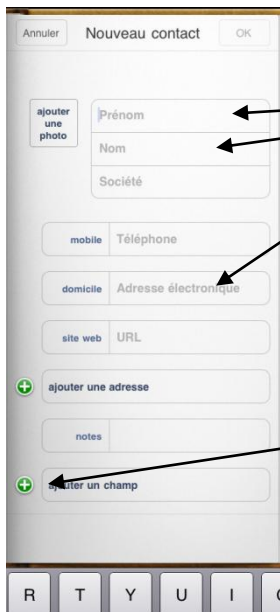 Annuler Nouveau contact OK
ajouter
une
photo
Prénom
Nom
Société
mobile Téléphone
domicile Adresse électronique
site web URL
ajouter une adresse
notes
ajouter un champ
R T Y U I